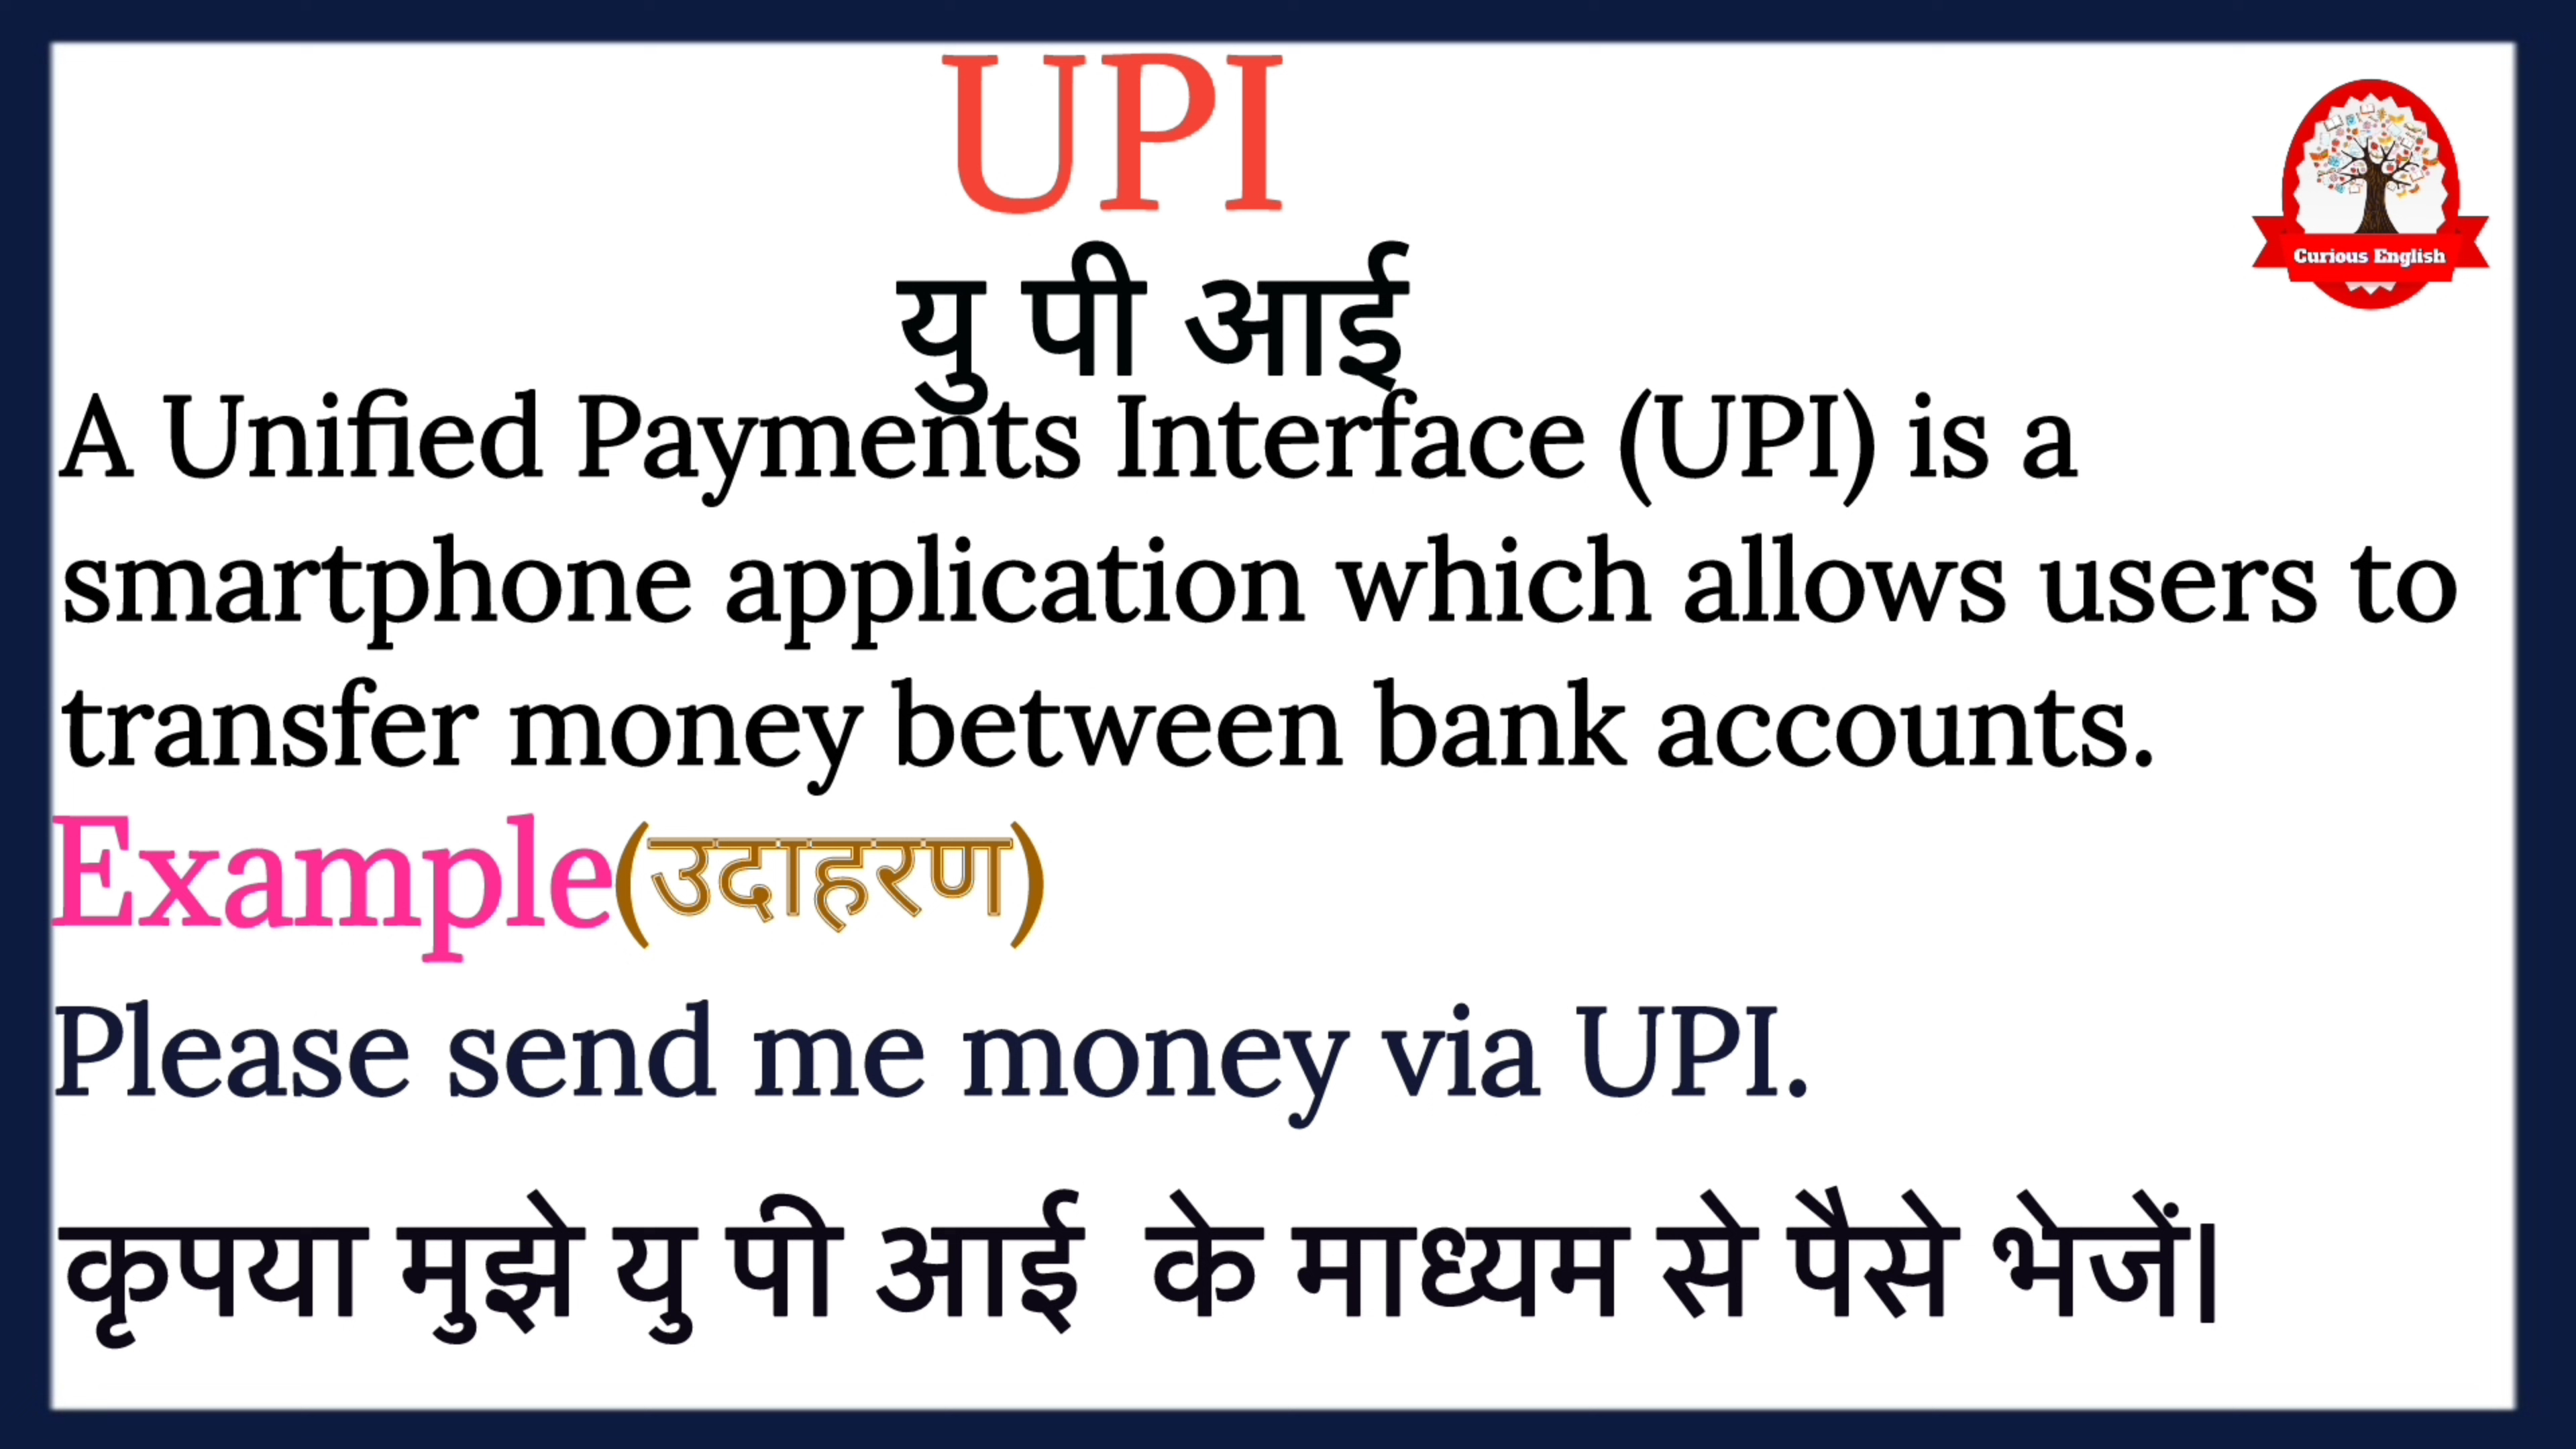 UPI
Curious English
यु पी आई
A Unified Payments Interface (UPI) is a
smartphone application which allows users to
transfer money between bank accounts.
Example(उदाहरण)
Please send me money via UPI.
कृपया मुझे यु पी आई के माध्यम से पैसे भेजें।